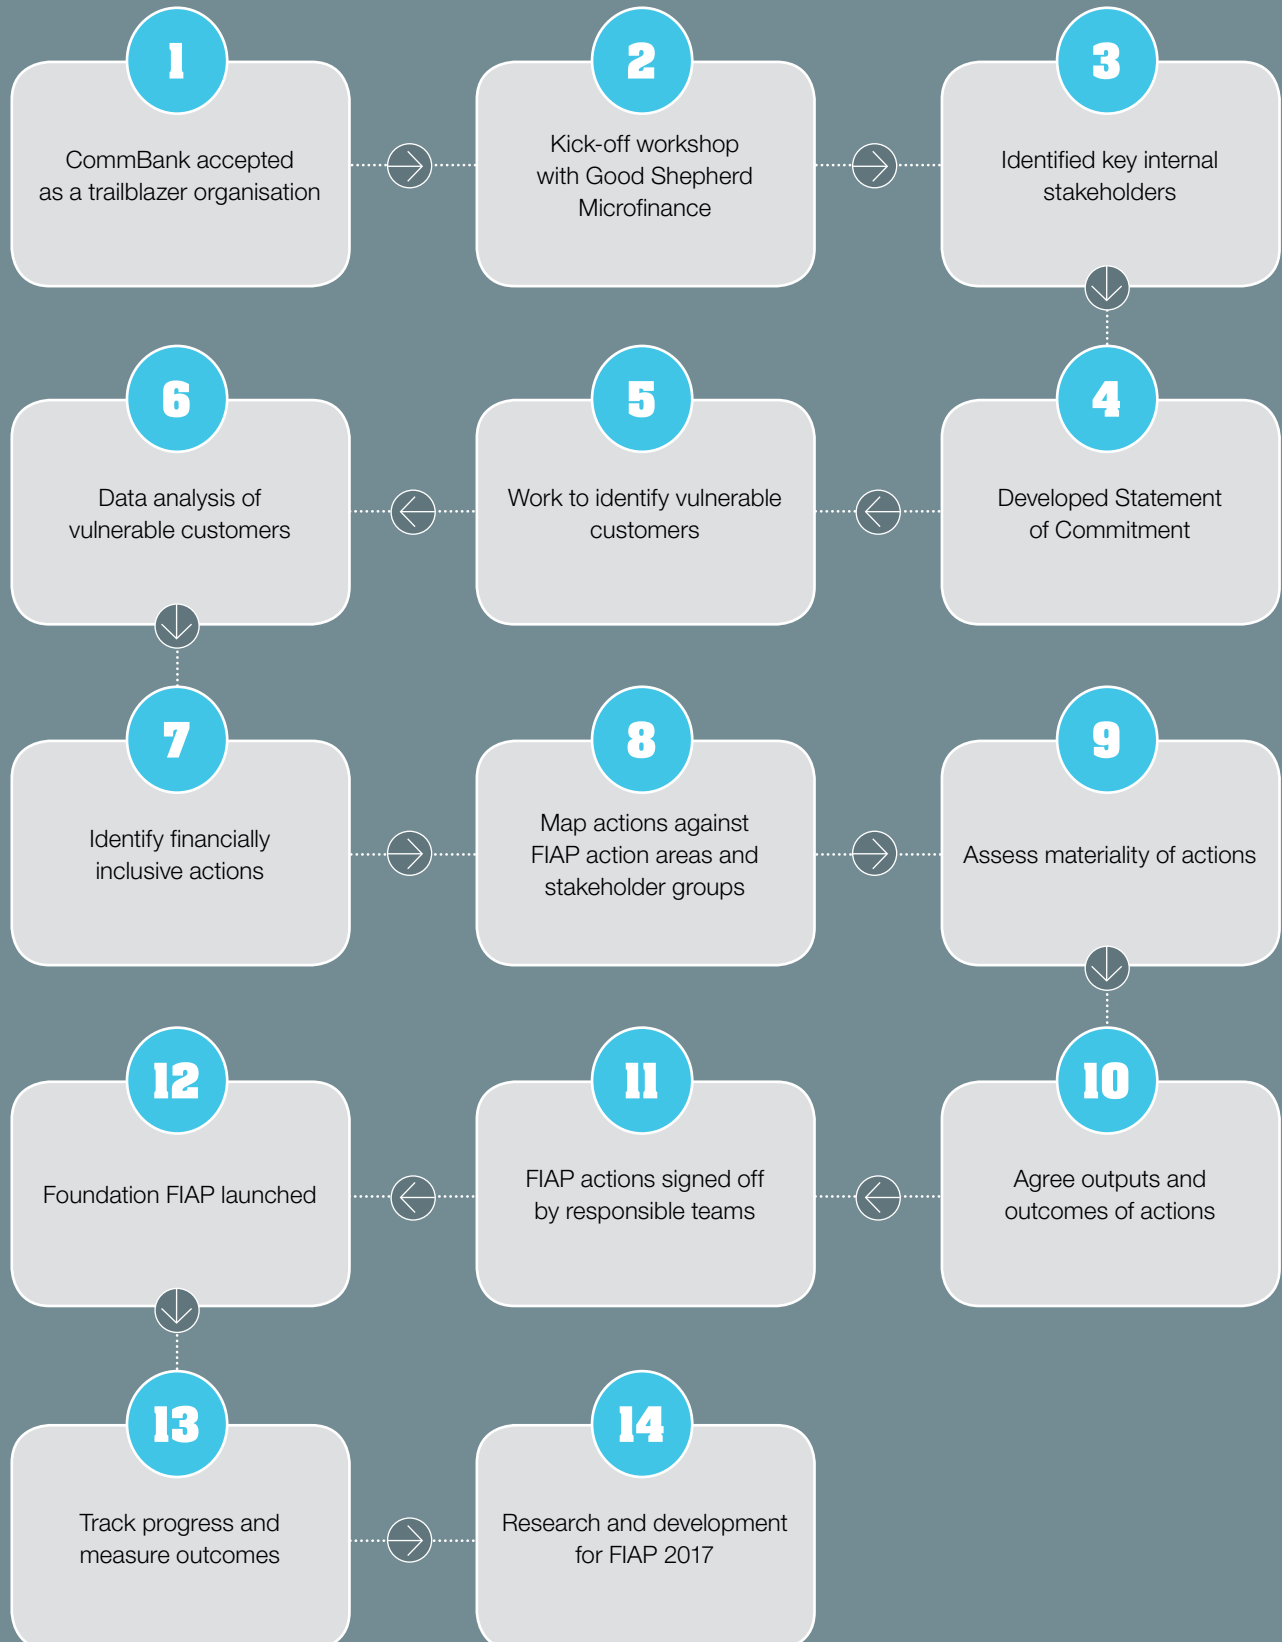 1
CommBank accepted
as a trailblazer organisation
2
Kick-off workshop
with Good Shepherd
Microfinance
3
Identified key internal
stakeholders
4
Developed Statement
of Commitment
5
Work to identify vulnerable
customers
6
Data analysis of
vulnerable customers
7
Identify financially
inclusive actions
8
Map actions against
FIAP action areas and
stakeholder groups
9
Assess materiality of actions
10
Agree outputs and
outcomes of actions
11
FIAP actions signed off
by responsible teams
12
Foundation FIAP launched
13
Track progress and
measure outcomes
14
Research and development
for FIAP 2017